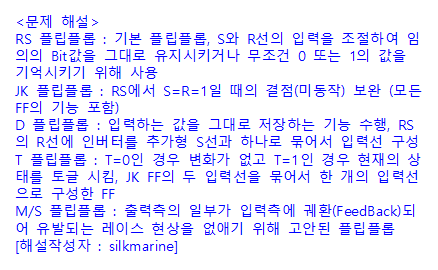 <문제 해설>
RS 플립플롭 : 기본 플립플롭, S와 R선의 입력을 조절하여 임
의의 Bit값을 그대로 유지시키거나 무조건 0 또는 1의 값을
기억시키기 위해 사용
JK 플립플롭 : RS에서 S=R=1일 때의 결점(미동작) 보완 (모든
FF의 기능 포함)
D 플립플롭 : 입력하는 값을 그대로 저장하는 기능 수행, RS
의 R선에 인버터를 추가형 S선과 하나로 묶어서 입력선 구성
T 플립플롭 : T=0인 경우 변화가 없고 T=1인 경우 현재의 상
태를 토글 시킴, JK FF의 두 입력선을 묶어서 한 개의 입력선
으로 구성한 FF
M/S 플립플롭 : 출력측의 일부가 입력측에 궤환(FeedBack)되
어 유발되는 레이스 현상을 없애기 위해 고안된 플립플롭
[해설작성자 : silkmarine]